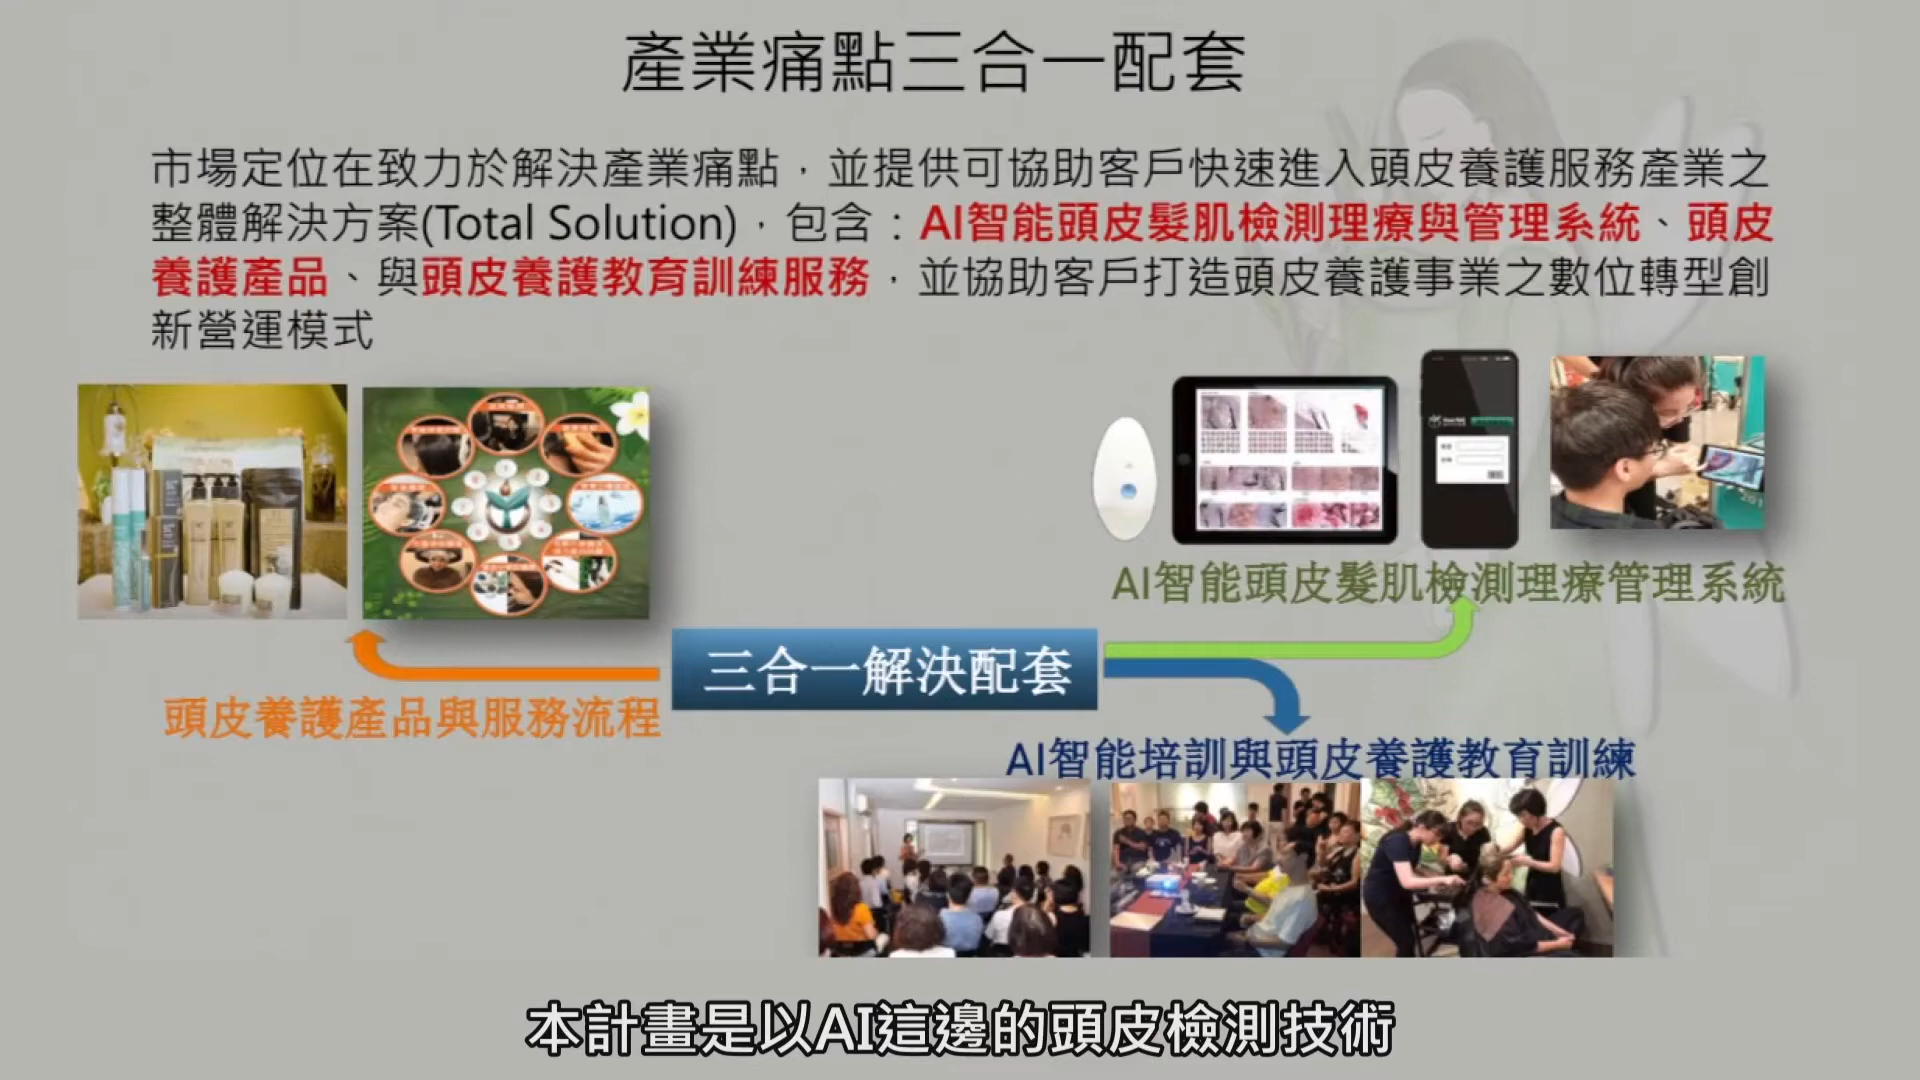 產業痛點三合一配套
市場定位在致力於解決產業痛點，並提供可協助客戶快速進入頭皮養護服務產業之
整體解決方案(Total Solution)，包含：AI智能頭皮髮肌檢測理療與管理系統、頭皮
養護產品、與頭皮養護教育訓練服務，並協助客戶打造頭皮養護事業之數位轉型創
新營運模式
AI智能頭皮髮肌檢測理療管理系統
三合一解決配套
頭皮養護產品與服務流程
AI智能培訓與頭皮養護教育訓練
本計畫是以AI這邊的頭皮檢測技術